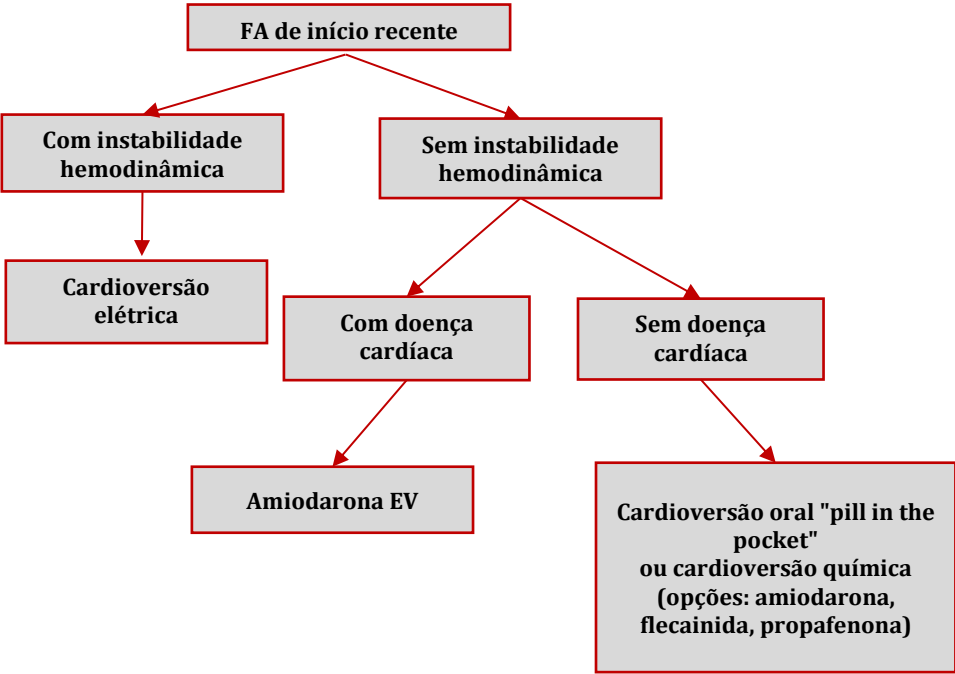 FA de início recente
Com instabilidade
hemodinâmica
Sem instabilidade
hemodinâmica
Cardioversão
elétrica
Com doença
cardíaca
Sem doença
cardíaca
Amiodarona EV
Cardioversão oral "pill in the
pocket"
ou cardioversão química
(opções: amiodarona,
flecainida, propafenona)